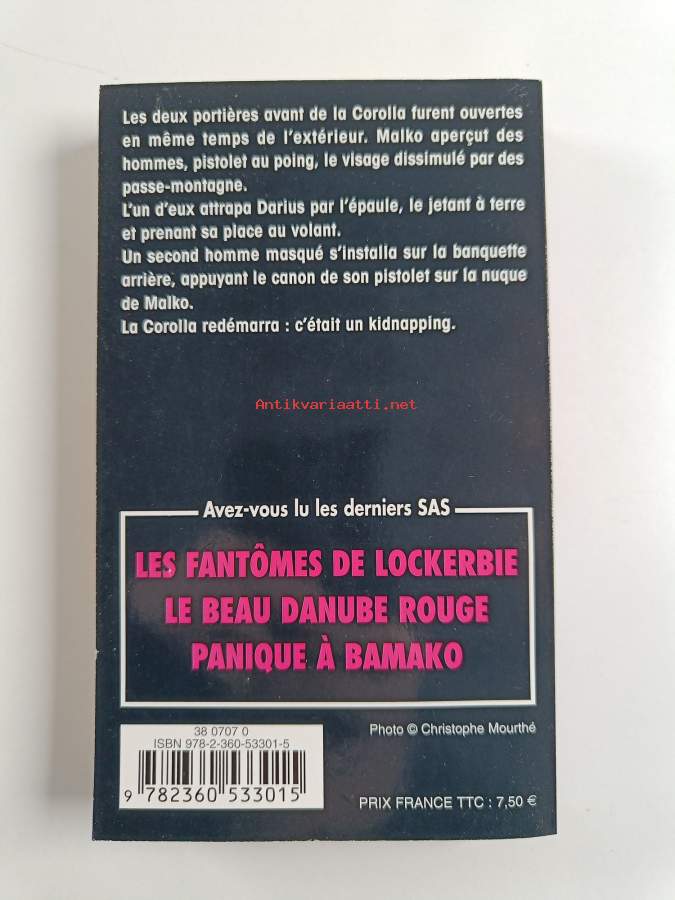 Les deux portières avant de la Corolla furent ouvertes
en même temps de l'extérieur. Malko aperçut des
hommes, pistolet au poing, le visage dissimulé par des
passe-montagne.
L'un d'eux attrapa Darius par l'épaule, le jetant à terre
et prenant sa place au volant.
Un second homme masqué s'installa sur la banquette
arrière, appuyant le canon de son pistolet sur la nuque
de Malko.
La Corolla redémarra : c'était un kidnapping.
Antikvariaatti.net
Avez-vous lu les derniers SAS
LES FANTÔMES DE LOCKERBIE
LE BEAU DANUBE ROUGE
PANIQUE À BAMAKO
38 0707 0
ISBN 978-2-360-53301-5
9 782360 533015
Photo © Christophe Mourthé
PRIX FRANCE TTC : 7,50 €